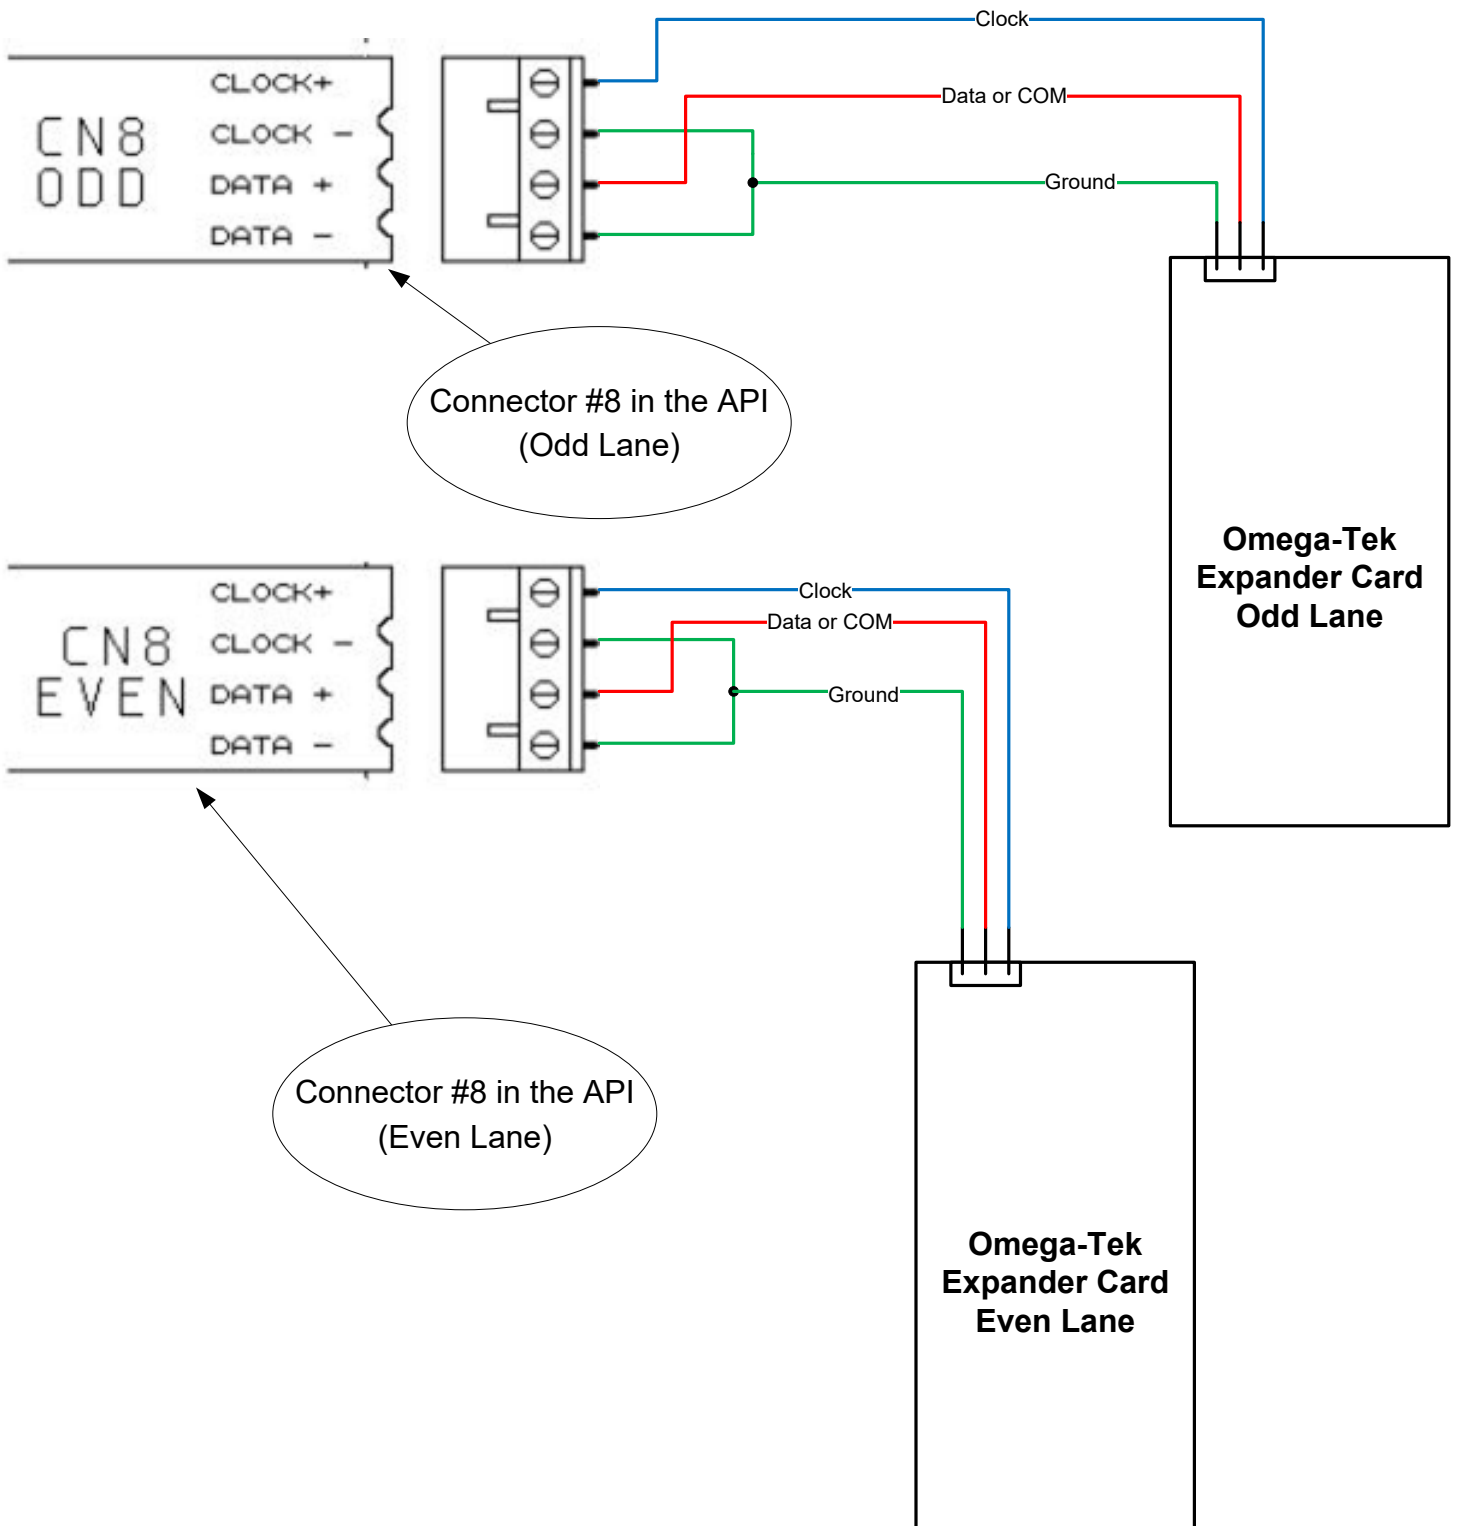 Clock
CLOCK+
Data or COM
CN8
CLOCK -
ODD
DATA +
Ground
DATA -
Connector #8 in the API
(Odd Lane)
Omega-Tek
Expander Card
Odd Lane
CLOCK+
Clock
Data or COM
CN8
CLOCK -
EVEN
DATA +
Ground
DATA -
Connector #8 in the API
(Even Lane)
Omega-Tek
Expander Card
Even Lane